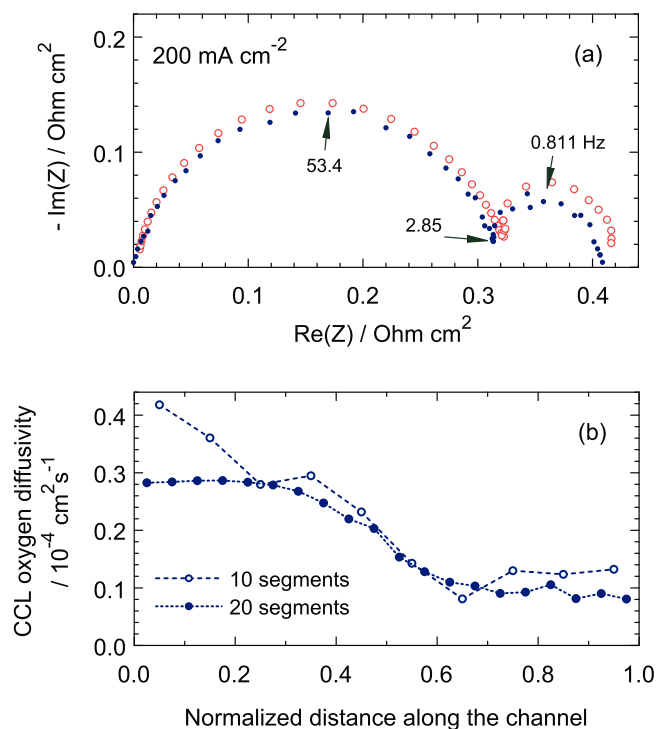 0.2
200 mA cm-2
(a)
- Im(Z) / Ohm cm2
0.1
53.4
0.811 Hz
2.85
0.0
0.0 0.1 0.2 0.3 0.4
Re(Z) / Ohm cm2
(b)
CCL oxygen diffusivity
/ 10-4 cm2s-1
0.4
0.3
0.2
0.1
0.0
10 segments
20 segments
0.0 0.2 0.4 0.6 0.8 1.0
Normalized distance along the channel